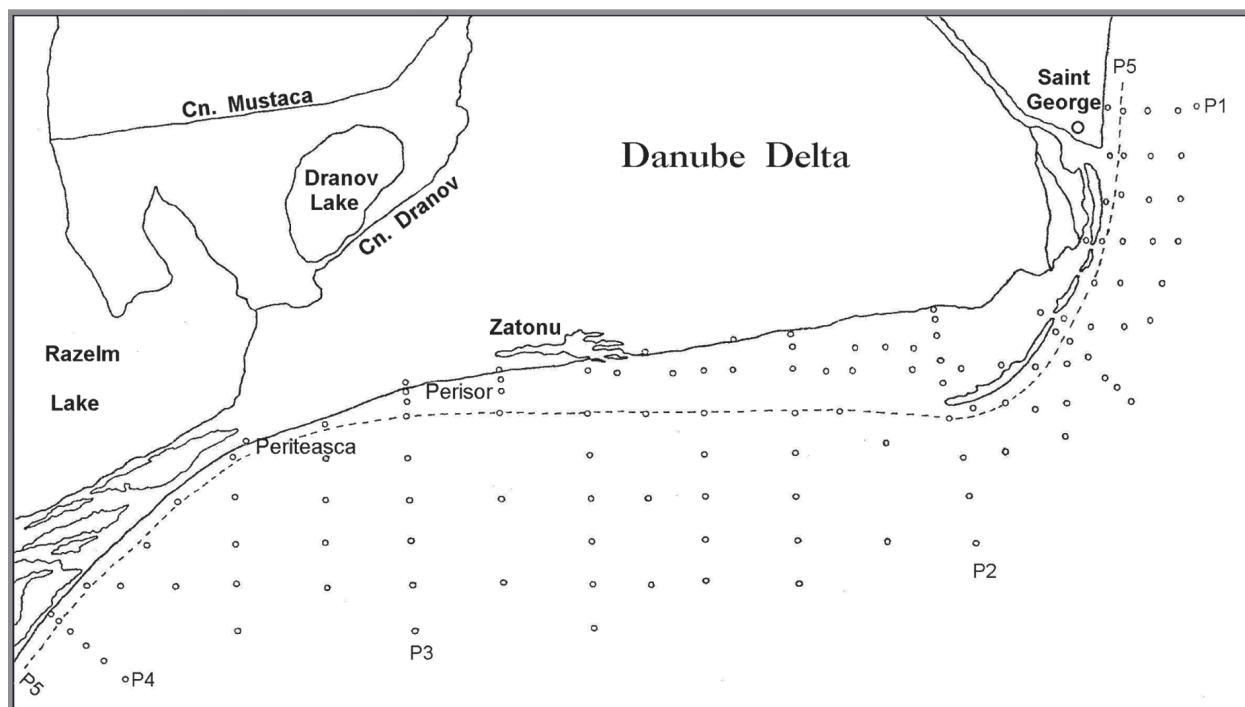 P5
Saint
George
P1
Cn. Mustaca
Danube Delta
Dranov
Lake
Cn. Dranov
Zatonu
Razelm
Lake
Perisor
Periteasca
P2
P3
P4
P5